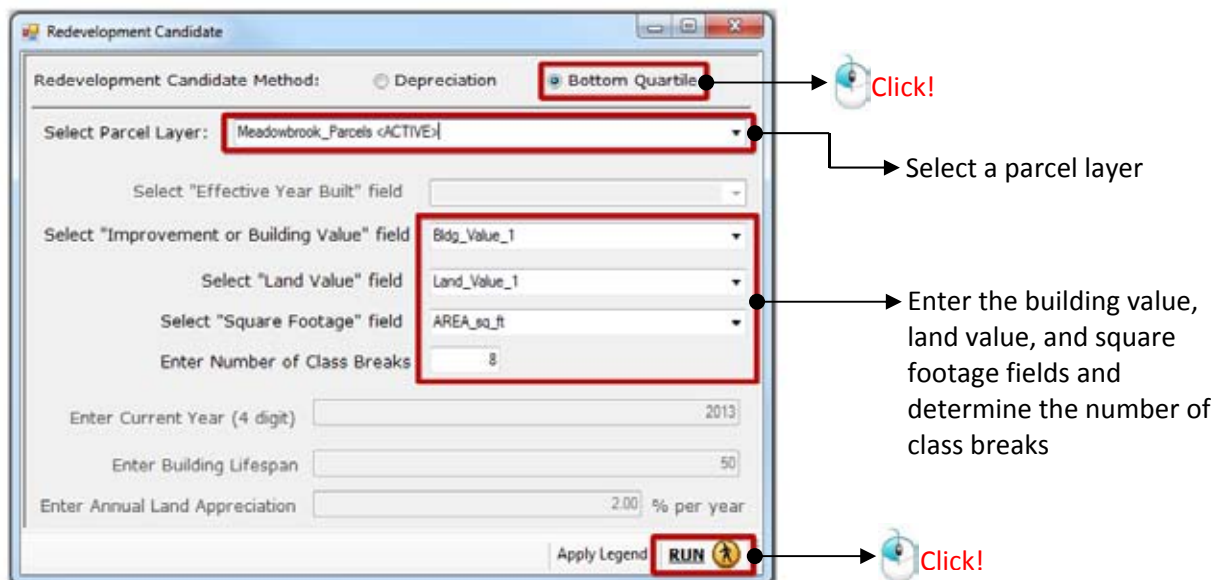 Redevelopment Candidate
Redevelopment Candidate Method: Depreciation Bottom Quartile
Click!
Select Parcel Layer: Meadowbrook_Parcels <ACTIVE>
Select a parcel layer
Select "Effective Year Built" field
Select "Improvement or Building Value" field Bldg_Value_1
Select "Land Value" field Land_Value_1
Select "Square Footage" field AREA_sq_ft
Enter Number of Class Breaks 8
Enter the building value,
land value, and square
footage fields and
determine the number of
class breaks
Enter Current Year (4 digit) 2013
Enter Building Lifespan 50
Enter Annual Land Appreciation 2.00 % per year
Apply Legend RUN
Click!